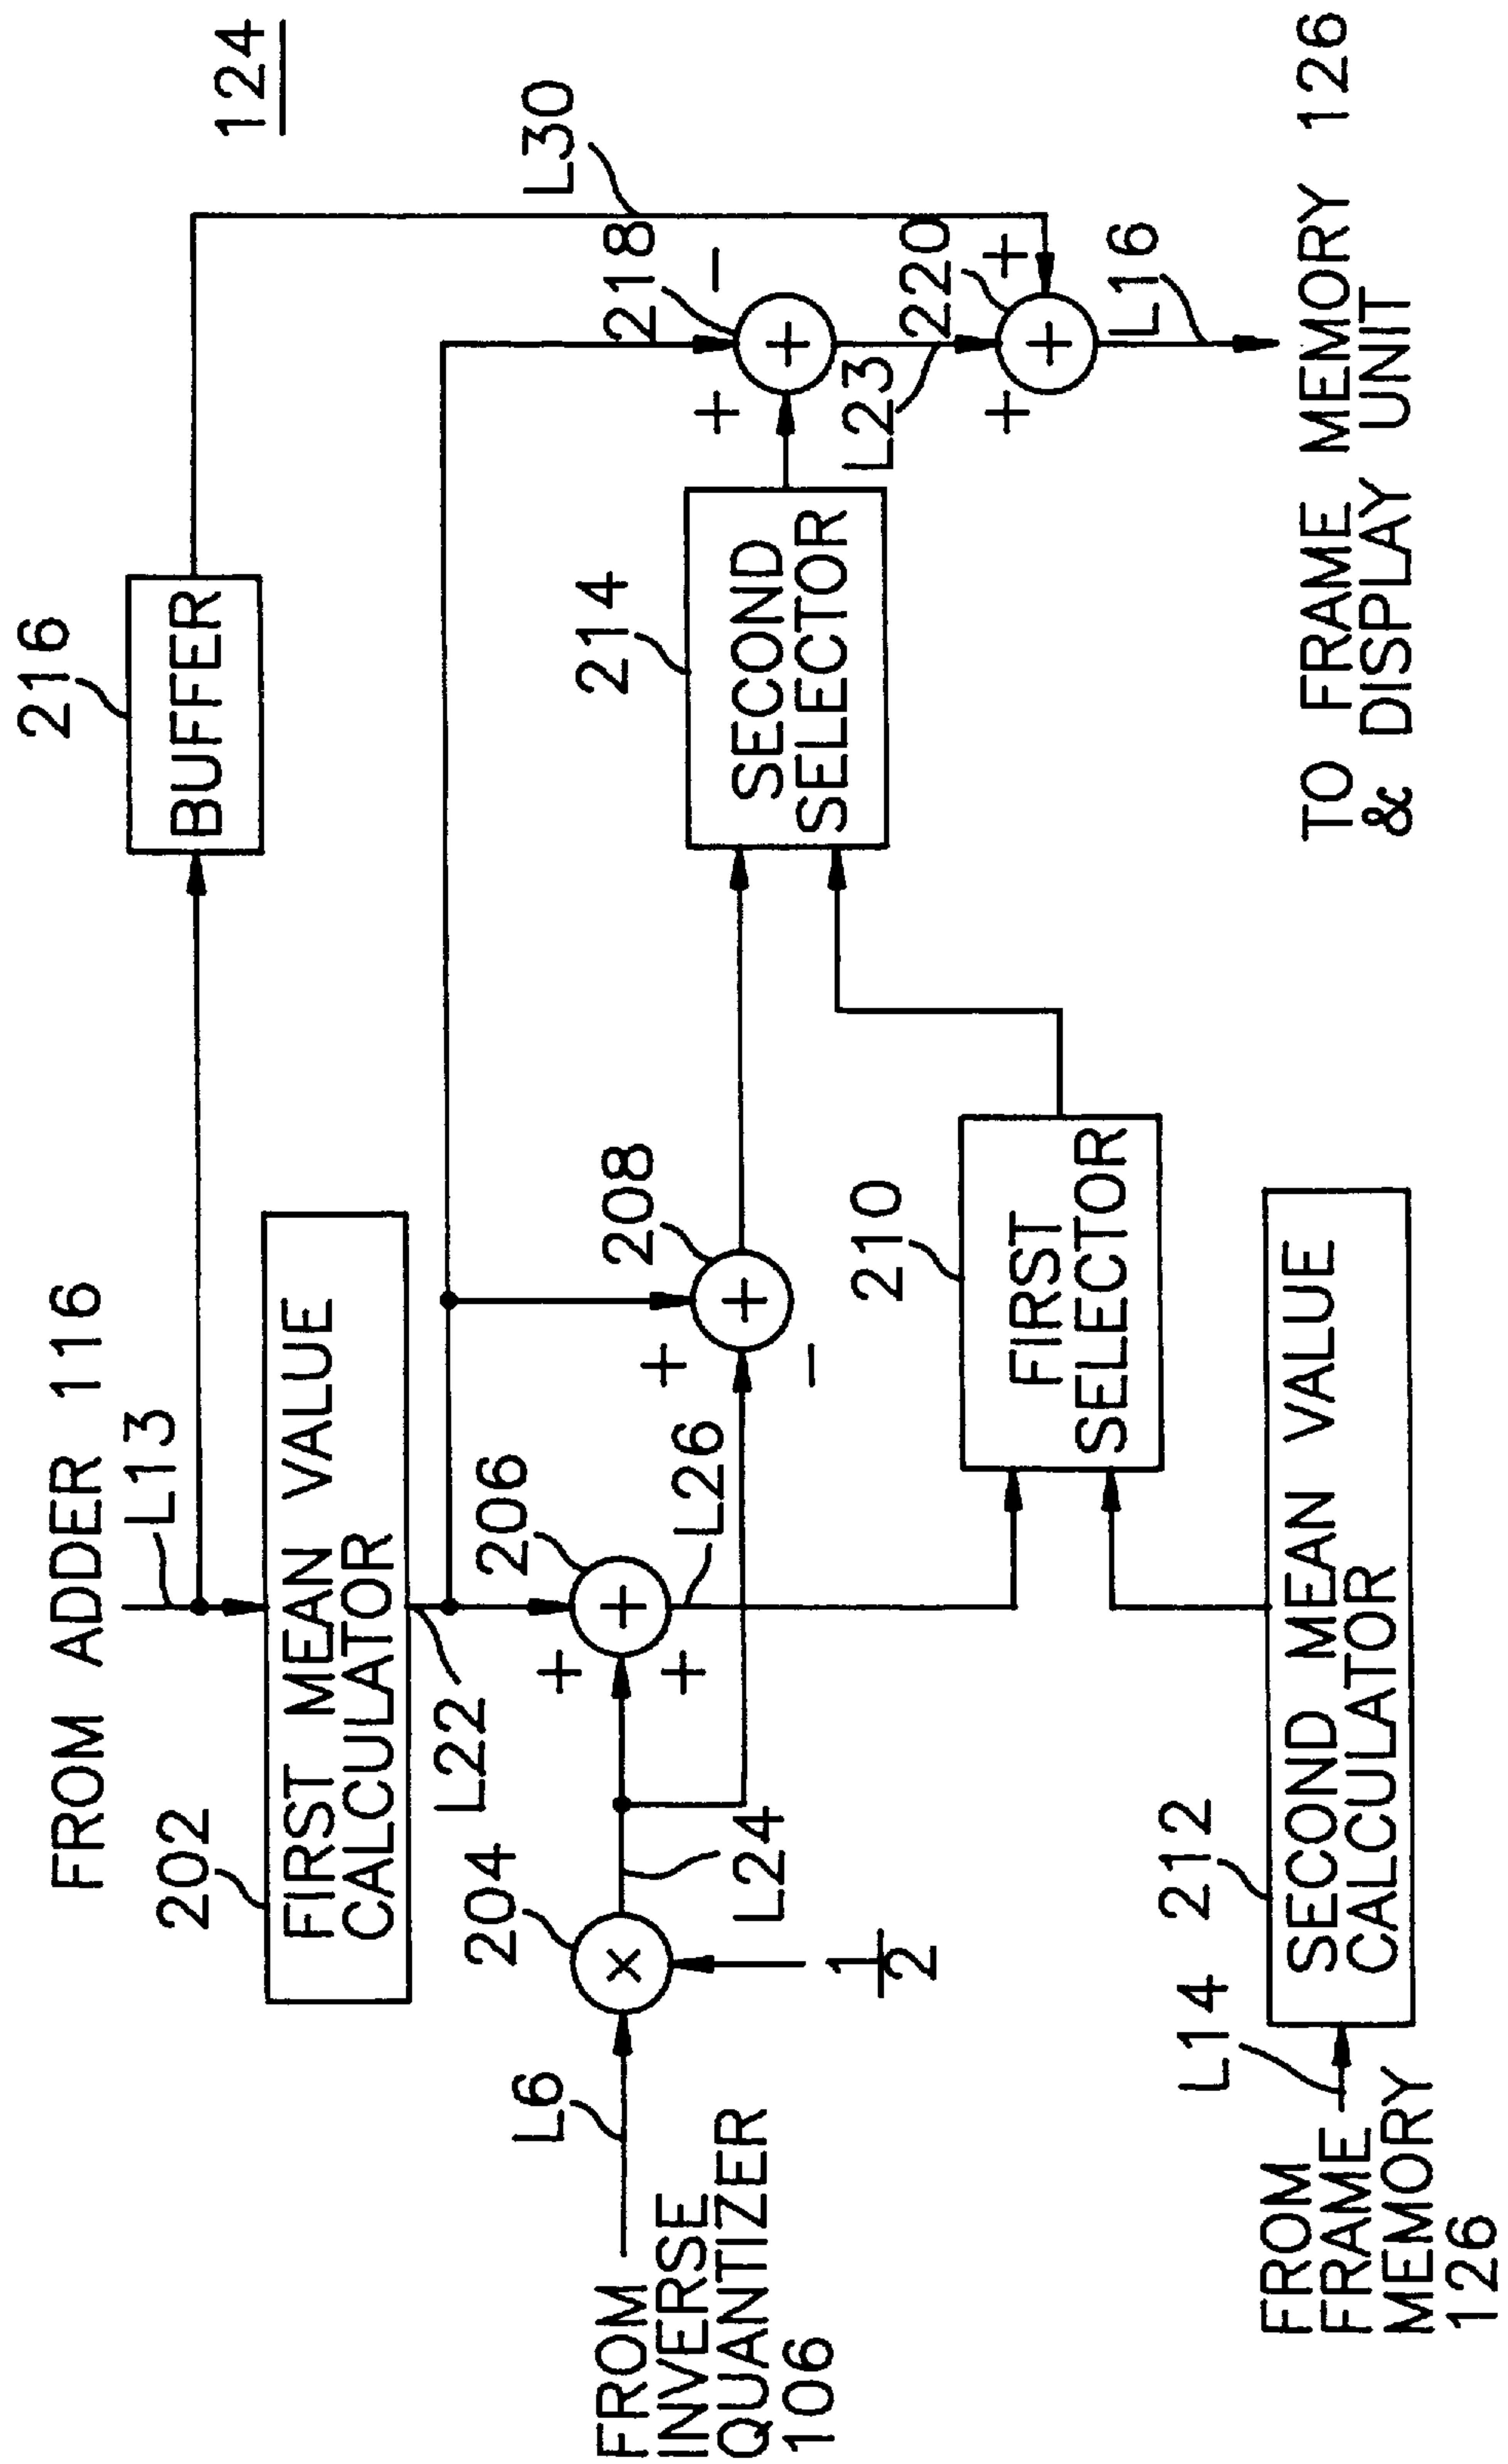 124
FROM ADDER 116
L13
216
BUFFER
L30
202
FIRST MEAN VALUE
CALCULATOR
L22
206
+
+
+
208
+
+
−
218
−
+
+
L23
220
+
+
+
L16
214
SECOND
SELECTOR
FROM
INVERSE
QUANTIZER
106
L6
204
×
1/2
L24
L26
210
FIRST
SELECTOR
FROM
FRAME
MEMORY
126
L14
212
SECOND MEAN VALUE
CALCULATOR
TO FRAME MEMORY 126
& DISPLAY UNIT